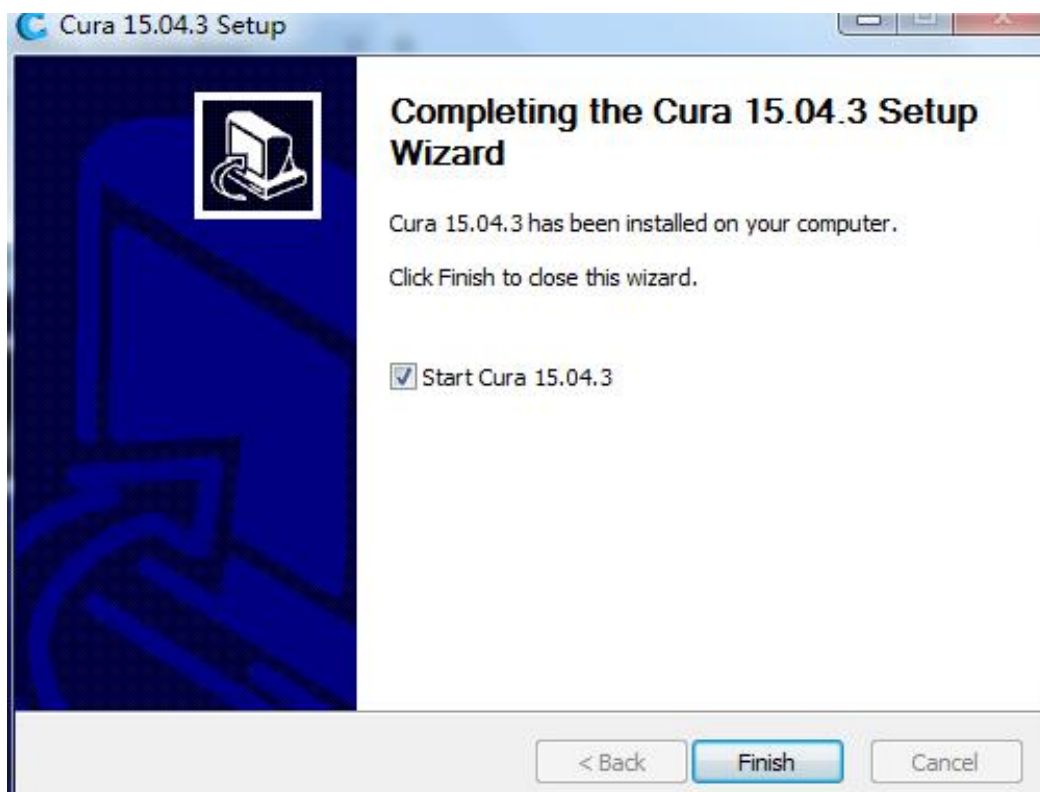 Cura 15.04.3 Setup
Completing the Cura 15.04.3 Setup
Wizard
Cura 15.04.3 has been installed on your computer.
Click Finish to close this wizard.
Start Cura 15.04.3
< Back
Finish
Cancel